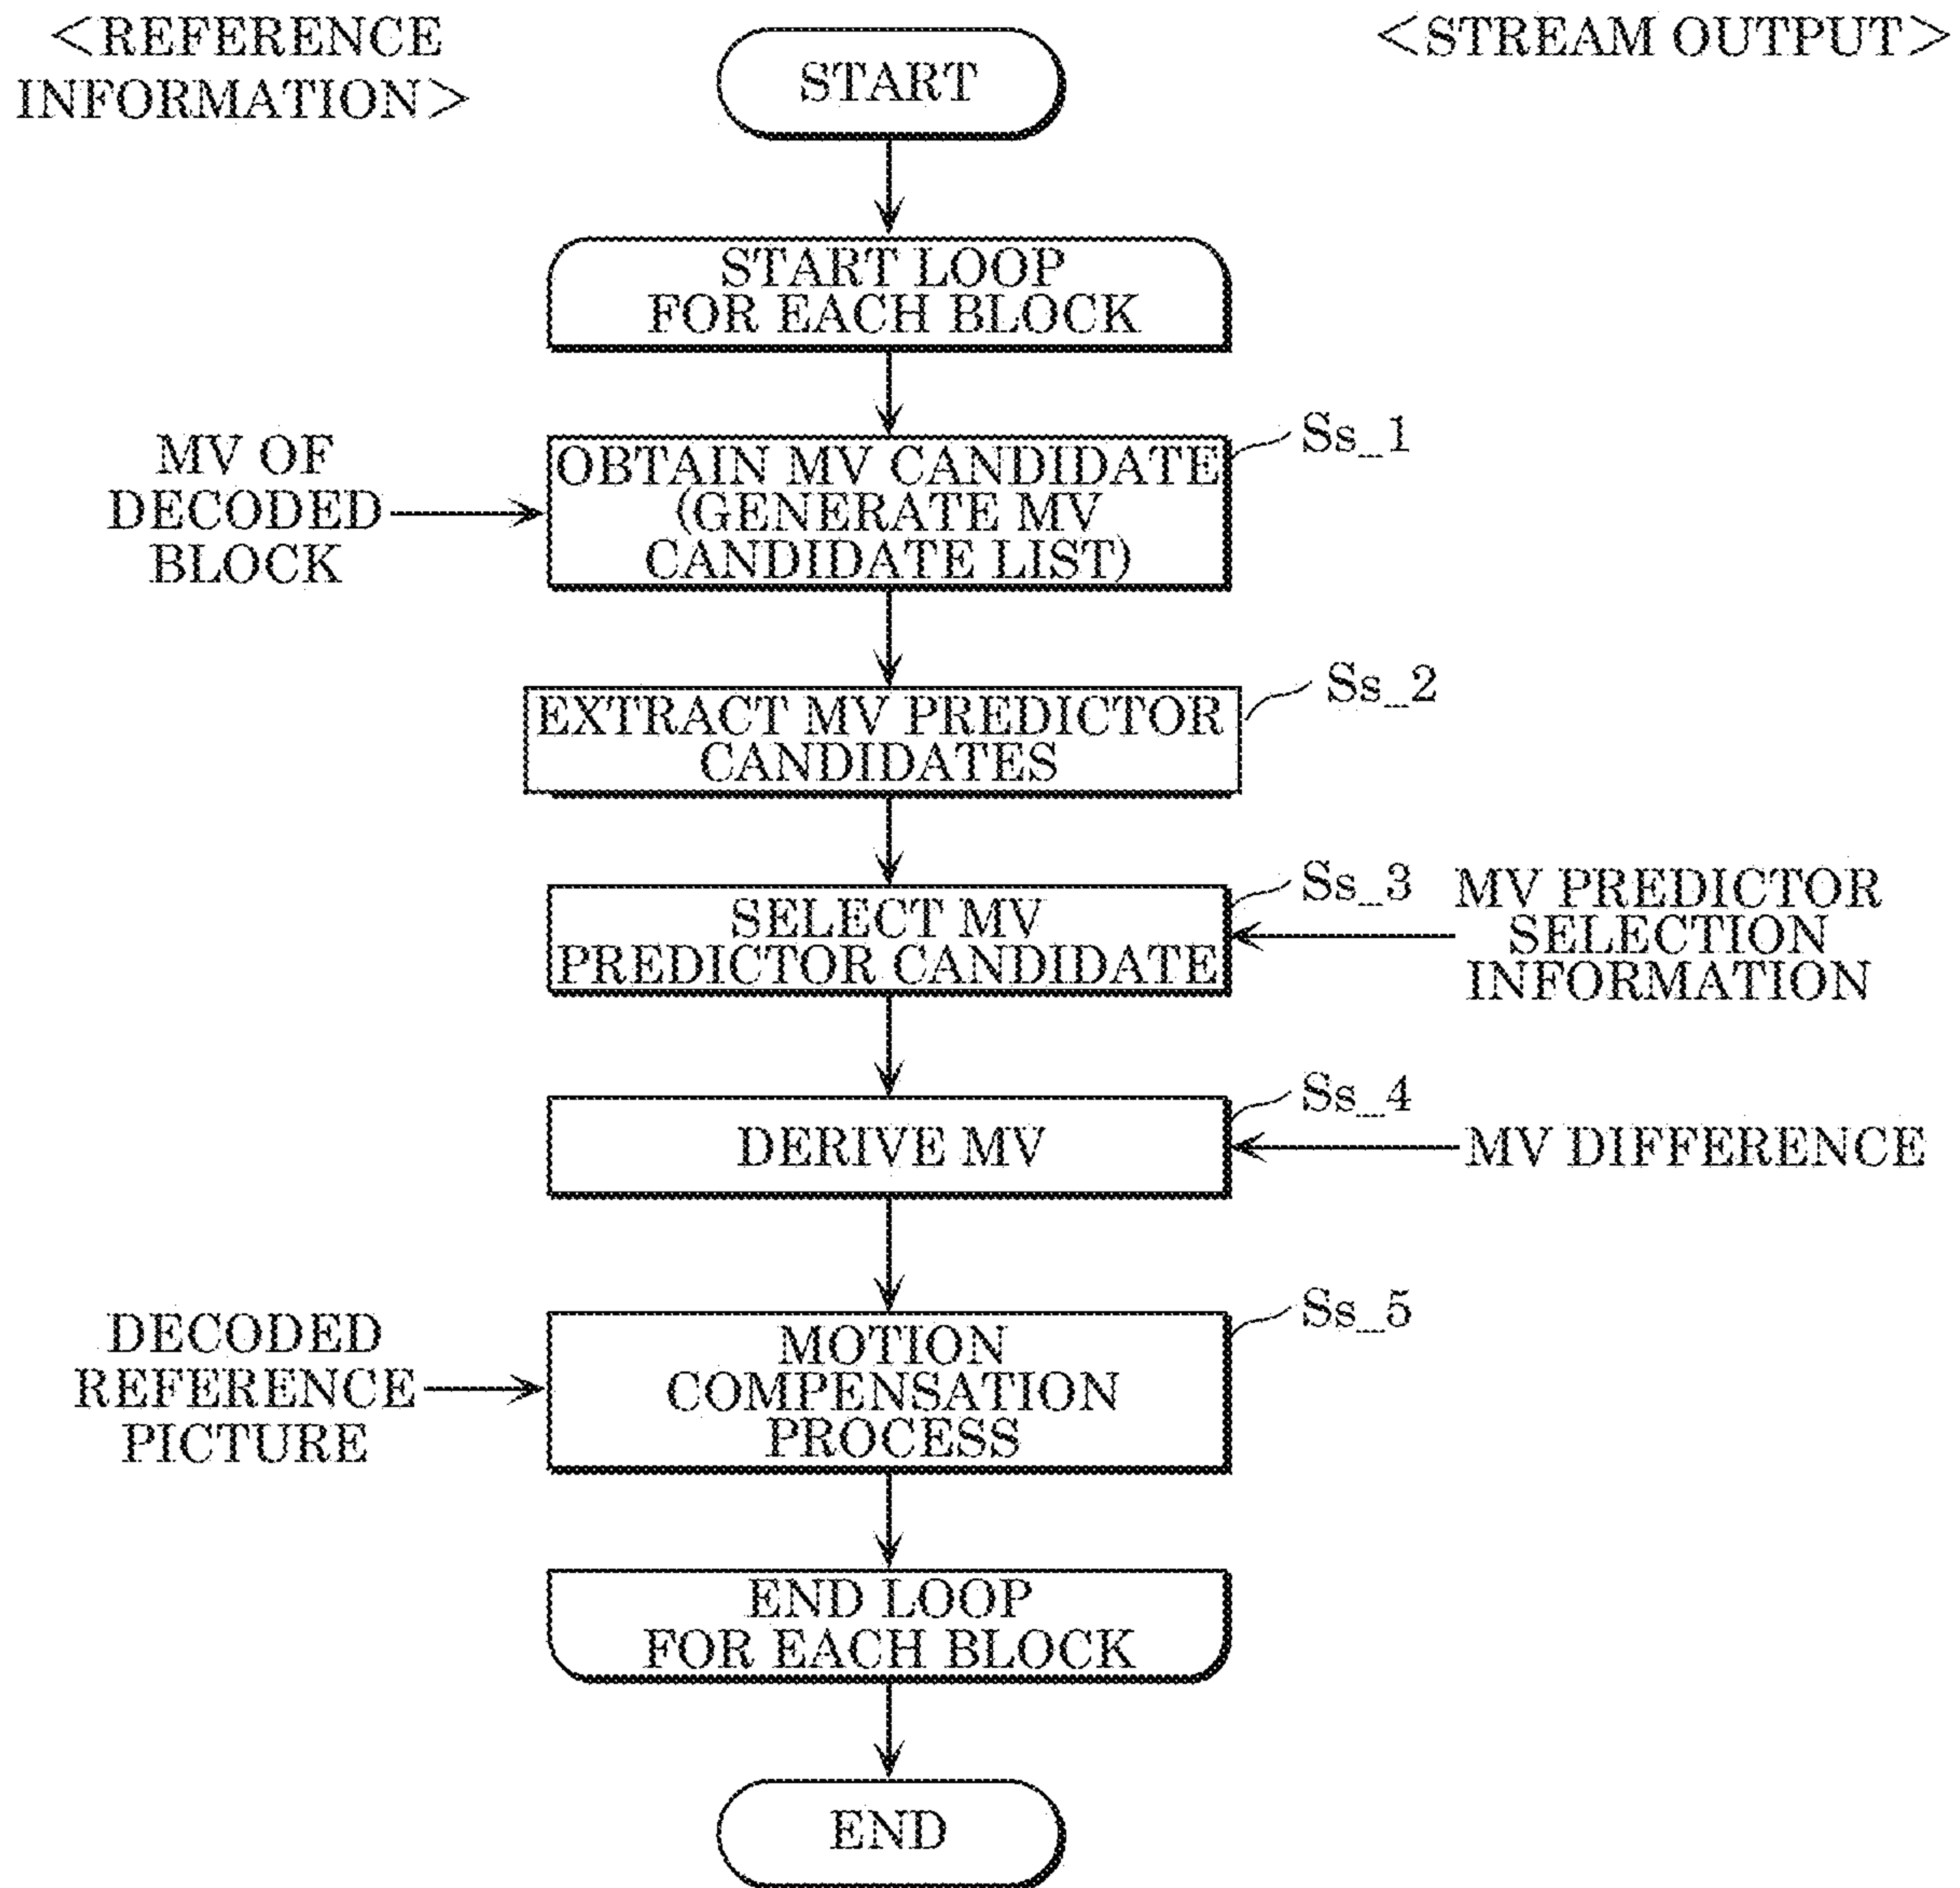 <REFERENCE
INFORMATION>
<STREAM OUTPUT>
START
START LOOP
FOR EACH BLOCK
MV OF
DECODED
BLOCK
OBTAIN MV CANDIDATE
(GENERATE MV
CANDIDATE LIST)
Ss_1
EXTRACT MV PREDICTOR
CANDIDATES
Ss_2
SELECT MV
PREDICTOR CANDIDATE
Ss_3
MV PREDICTOR
SELECTION
INFORMATION
DERIVE MV
Ss_4
MV DIFFERENCE
DECODED
REFERENCE
PICTURE
MOTION
COMPENSATION
PROCESS
Ss_5
END LOOP
FOR EACH BLOCK
END